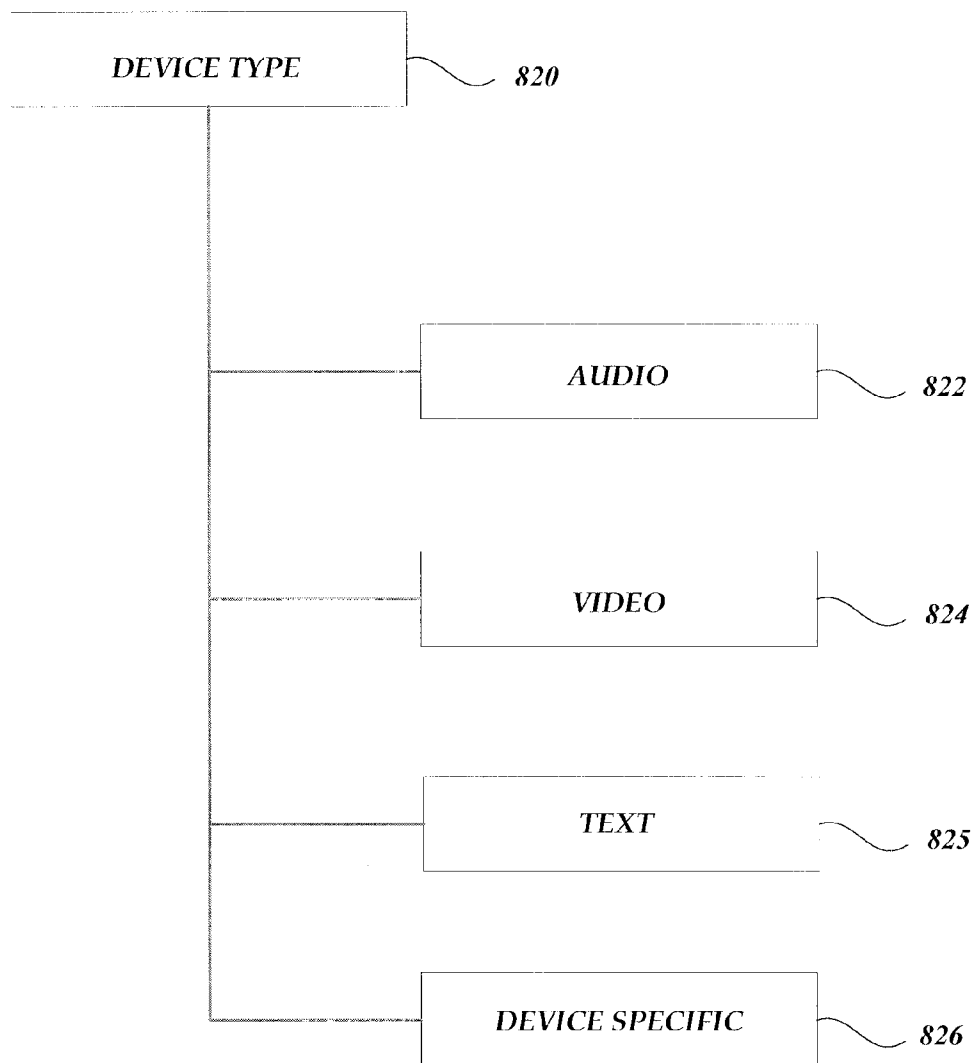 DEVICE TYPE
820
AUDIO
822
VIDEO
824
TEXT
825
DEVICE SPECIFIC
826